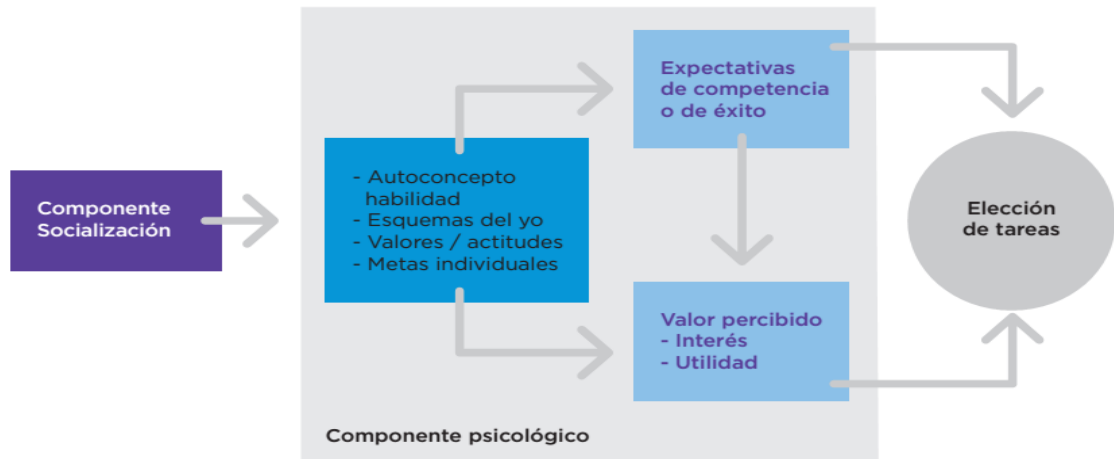 Componente
Socialización
- Autoconcepto
habilidad
- Esquemas del yo
- Valores / actitudes
- Metas individuales
Expectativas
de competencia
o de éxito
Valor percibido
- Interés
- Utilidad
Elección
de tareas
Componente psicológico